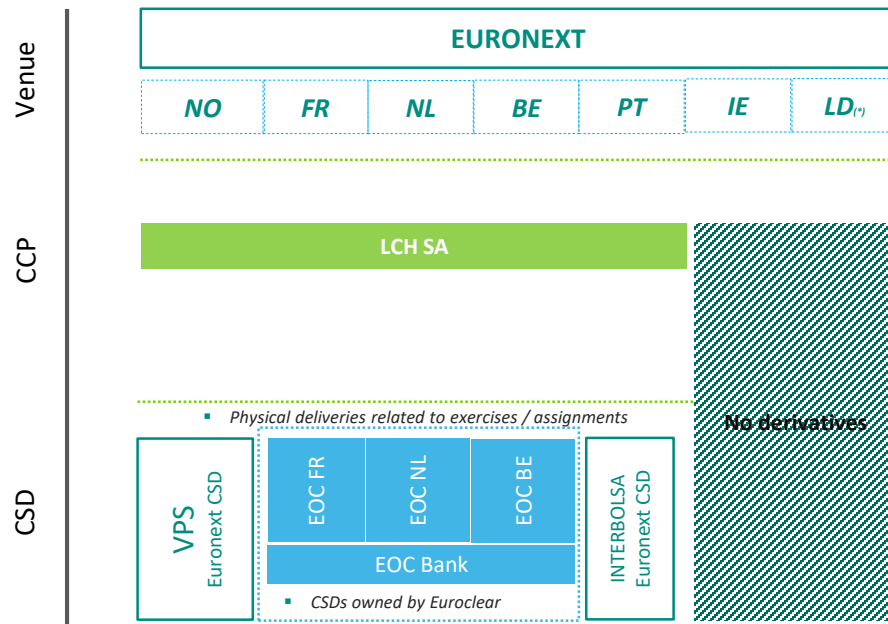 Venue
EURONEXT
NO FR NL BE PT IE LD(*)
CCP
LCH SA
No derivatives
▪ Physical deliveries related to exercises / assignments
CSD
VPS
Euronext CSD
EOC FR
EOC NL
EOC BE
EOC Bank
▪ CSDs owned by Euroclear
INTERBOLSA
Euronext CSD